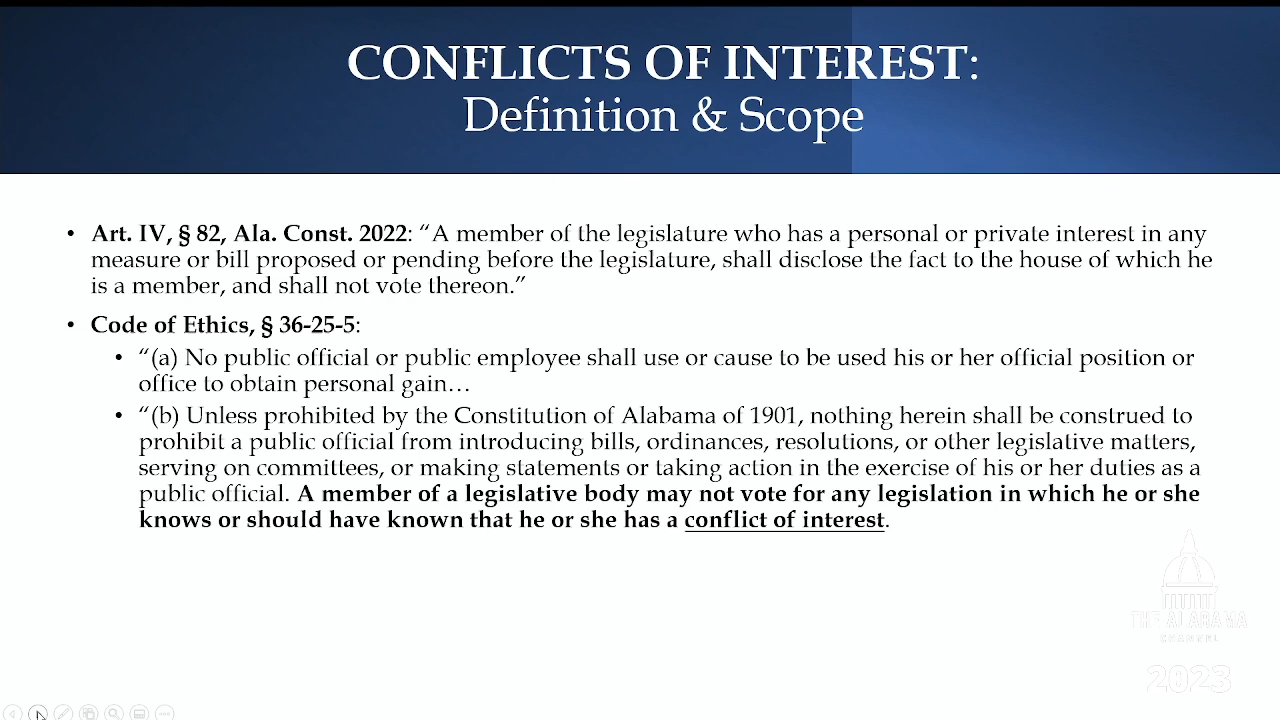 CONFLICTS OF INTEREST:
Definition & Scope
• Art. IV, § 82, Ala. Const. 2022: “A member of the legislature who has a personal or private interest in any
measure or bill proposed or pending before the legislature, shall disclose the fact to the house of which he
is a member, and shall not vote thereon.”
• Code of Ethics, § 36-25-5:
• “(a) No public official or public employee shall use or cause to be used his or her official position or
office to obtain personal gain…
• “(b) Unless prohibited by the Constitution of Alabama of 1901, nothing herein shall be construed to
prohibit a public official from introducing bills, ordinances, resolutions, or other legislative matters,
serving on committees, or making statements or taking action in the exercise of his or her duties as a
public official. A member of a legislative body may not vote for any legislation in which he or she
knows or should have known that he or she has a conflict of interest.
THE ALABAMA
CHANNEL
2023